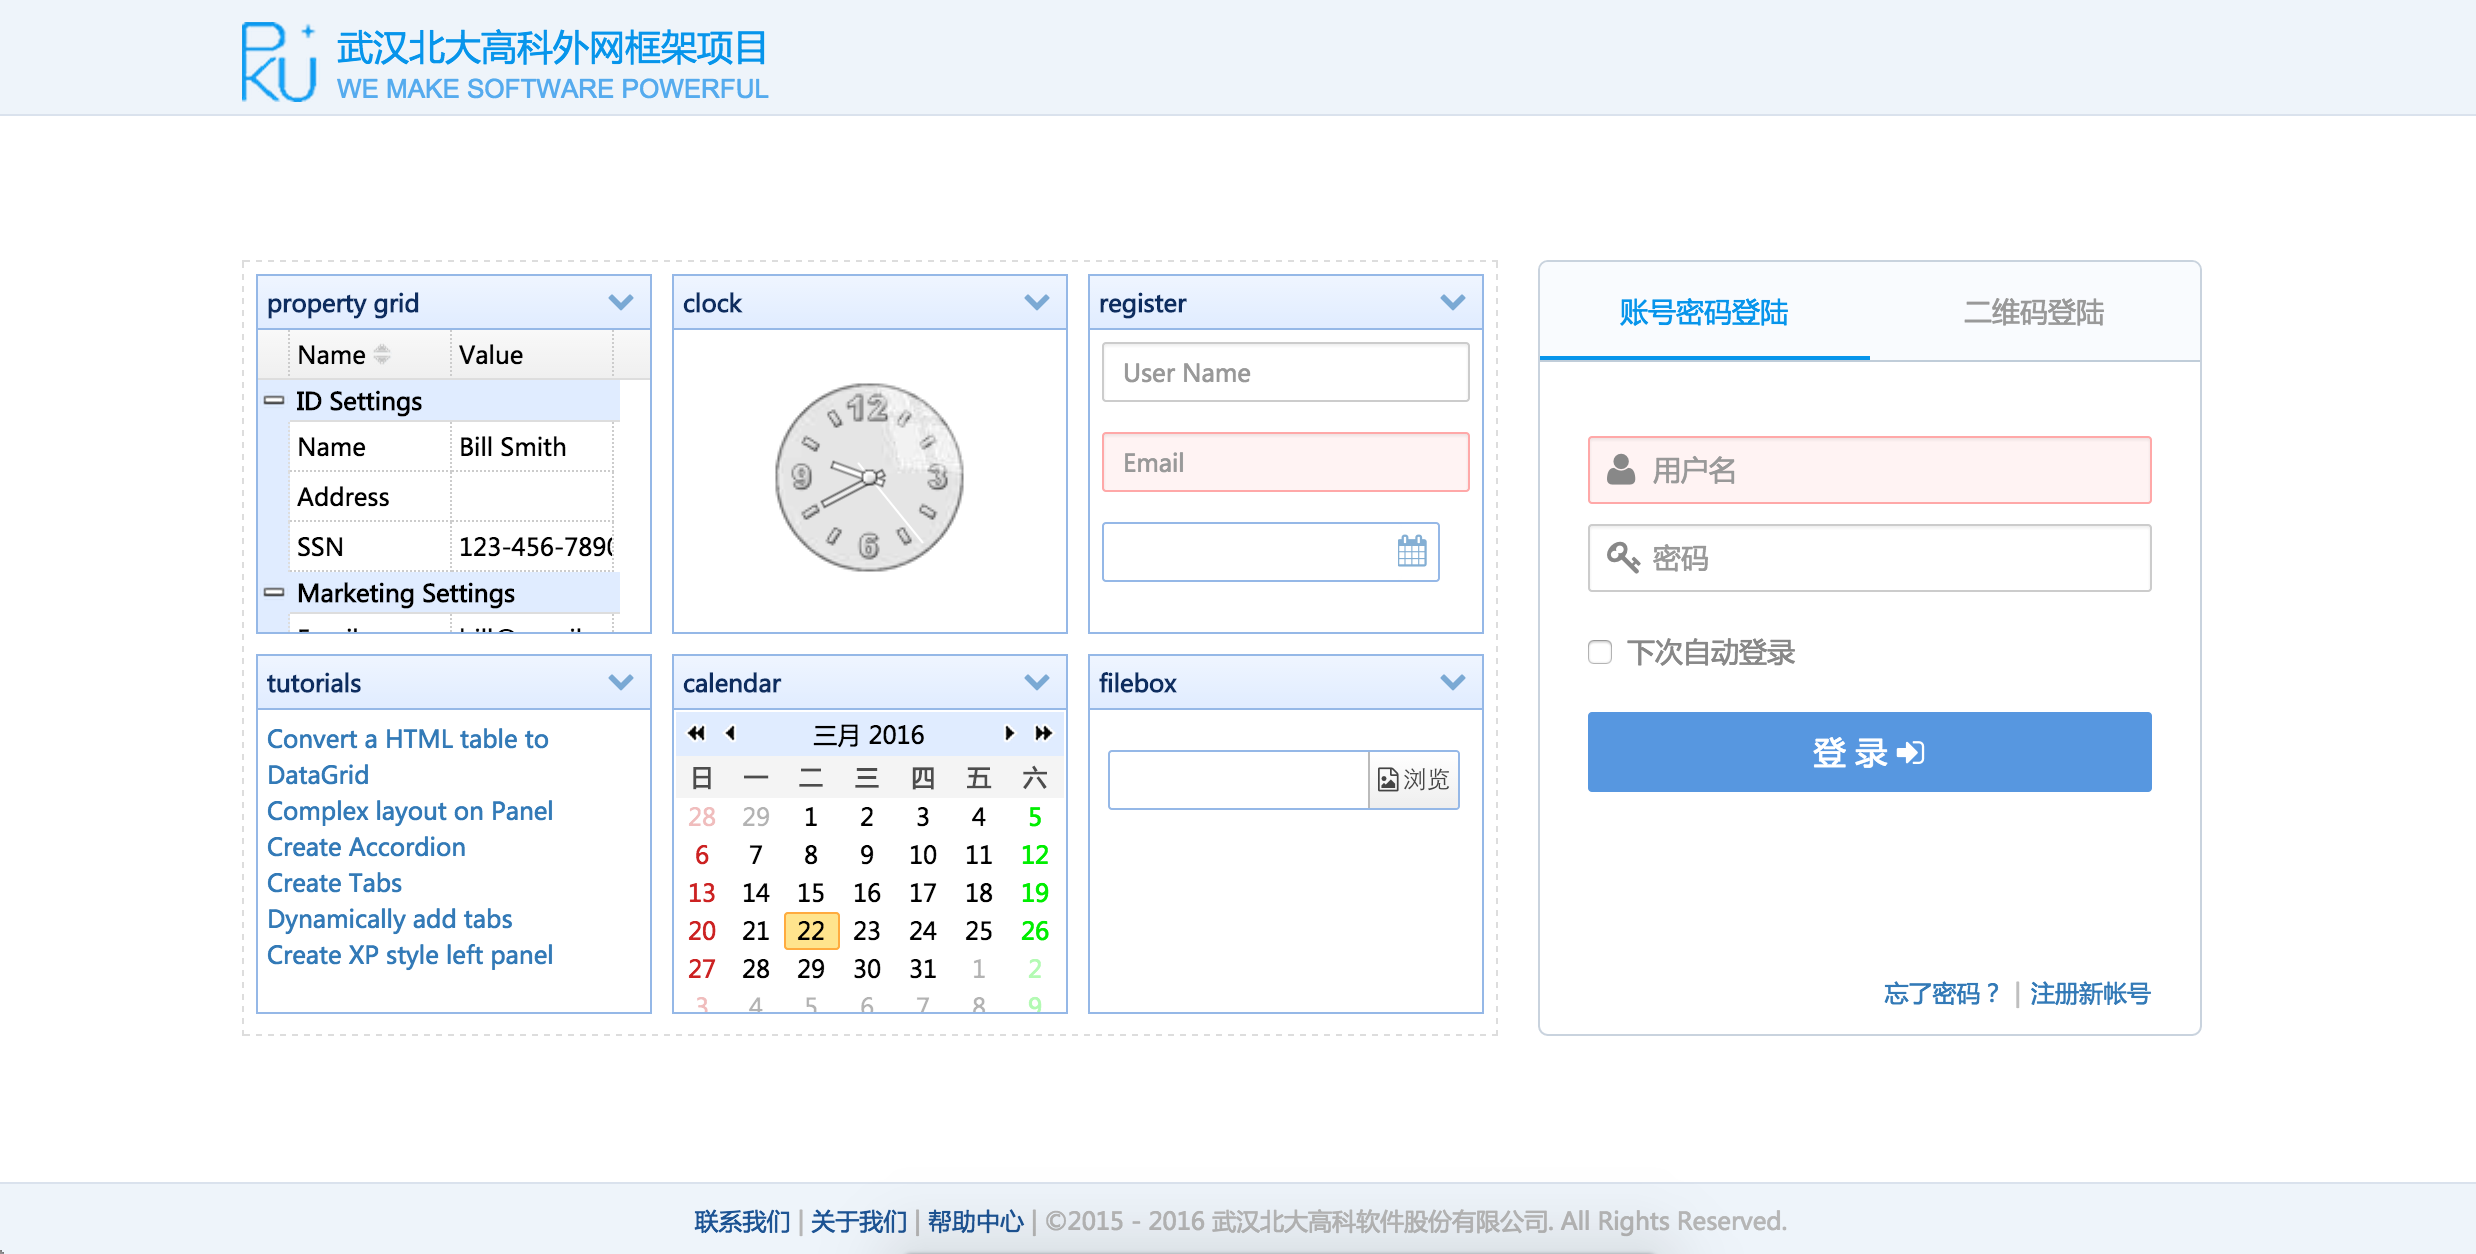 PKU
武汉北大高科外网框架项目
WE MAKE SOFTWARE POWERFUL
property grid
Name Value
ID Settings
Name Bill Smith
Address
SSN 123-456-7890
Marketing Settings
clock
12
9 3
6
register
User Name
Email
tutorials
Convert a HTML table to
DataGrid
Complex layout on Panel
Create Accordion
Create Tabs
Dynamically add tabs
Create XP style left panel
calendar
三月 2016
日 一 二 三 四 五 六
28 29 1 2 3 4 5
6 7 8 9 10 11 12
13 14 15 16 17 18 19
20 21 22 23 24 25 26
27 28 29 30 31 1 2
3 4 5 6 7 8 9
filebox
浏览
账号密码登陆 二维码登陆
用户名
密码
下次自动登录
登 录
忘了密码？ | 注册新帐号
联系我们 | 关于我们 | 帮助中心 | ©2015 - 2016 武汉北大高科软件股份有限公司. All Rights Reserved.